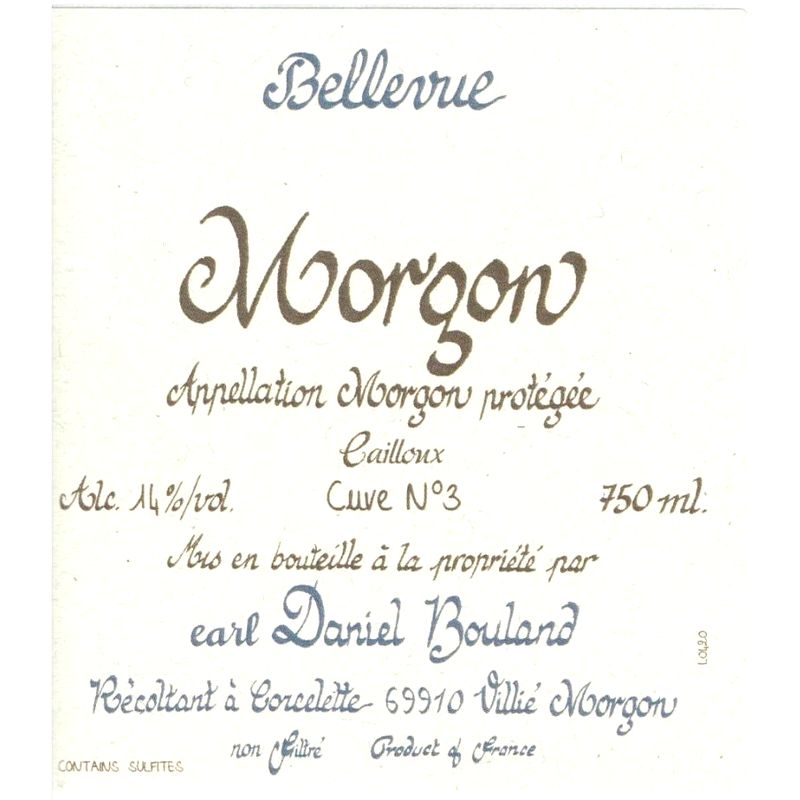 Bellevue
Morgon
Appellation Morgon protégée
Cailloux
Alc. 14%/vol. Cuve N°3 750 ml.
Mis en bouteille à la propriété par
earl Daniel Bouland
Récoltant à Corcelette 69910 Villié Morgon
non filtré Product of France
CONTAINS SULFITES
L0420